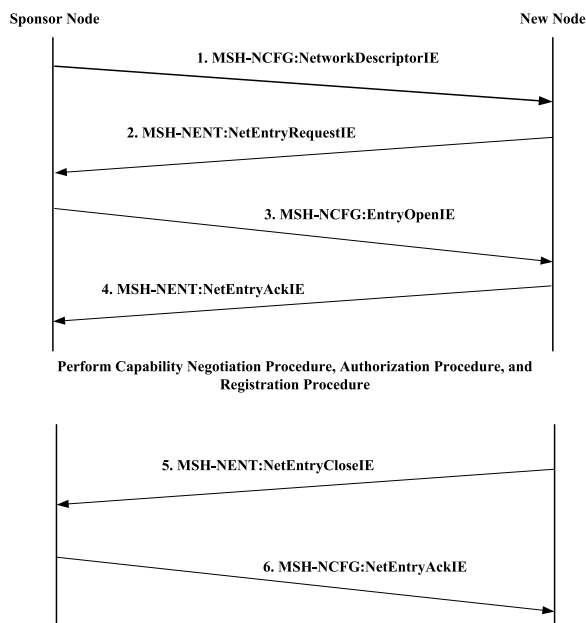 Sponsor Node
New Node
1. MSH-NCFG:NetworkDescriptorIE
2. MSH-NENT:NetEntryRequestIE
3. MSH-NCFG:EntryOpenIE
4. MSH-NENT:NetEntryAckIE
Perform Capability Negotiation Procedure, Authorization Procedure, and
Registration Procedure
5. MSH-NENT:NetEntryCloseIE
6. MSH-NCFG:NetEntryAckIE